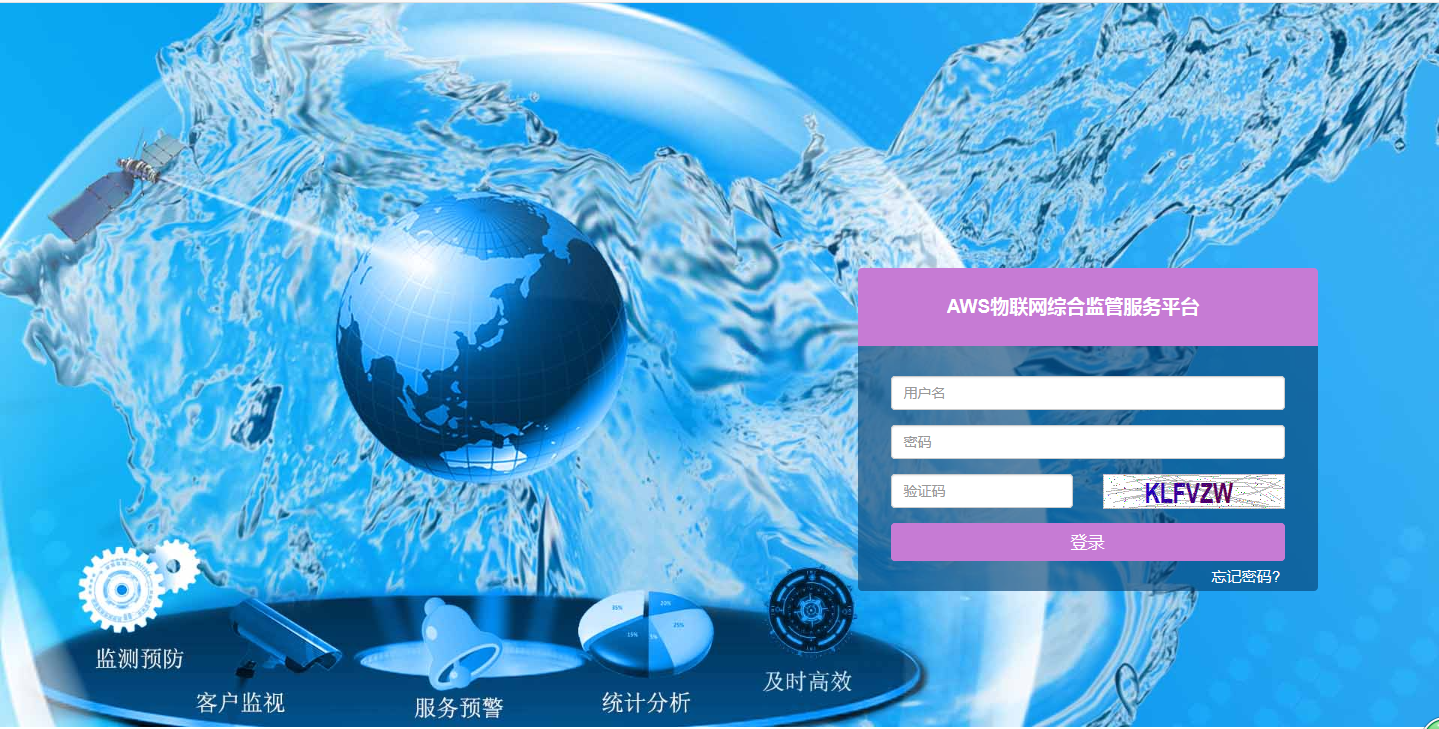 AWS物联网综合监管服务平台
用户名
密码
验证码
KLFVZW
登录
忘记密码?
监测预防
客户监视
服务预警
统计分析
及时高效
20%
25%
5%
15%